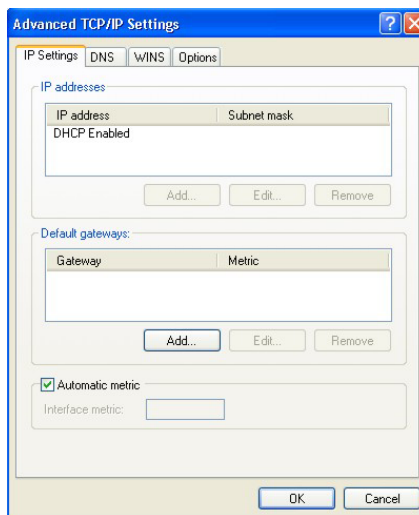 Advanced TCP/IP Settings
IP Settings DNS WINS Options
IP addresses
IP address Subnet mask
DHCP Enabled
Add... Edit... Remove
Default gateways:
Gateway Metric
Add... Edit... Remove
Automatic metric
Interface metric:
OK Cancel